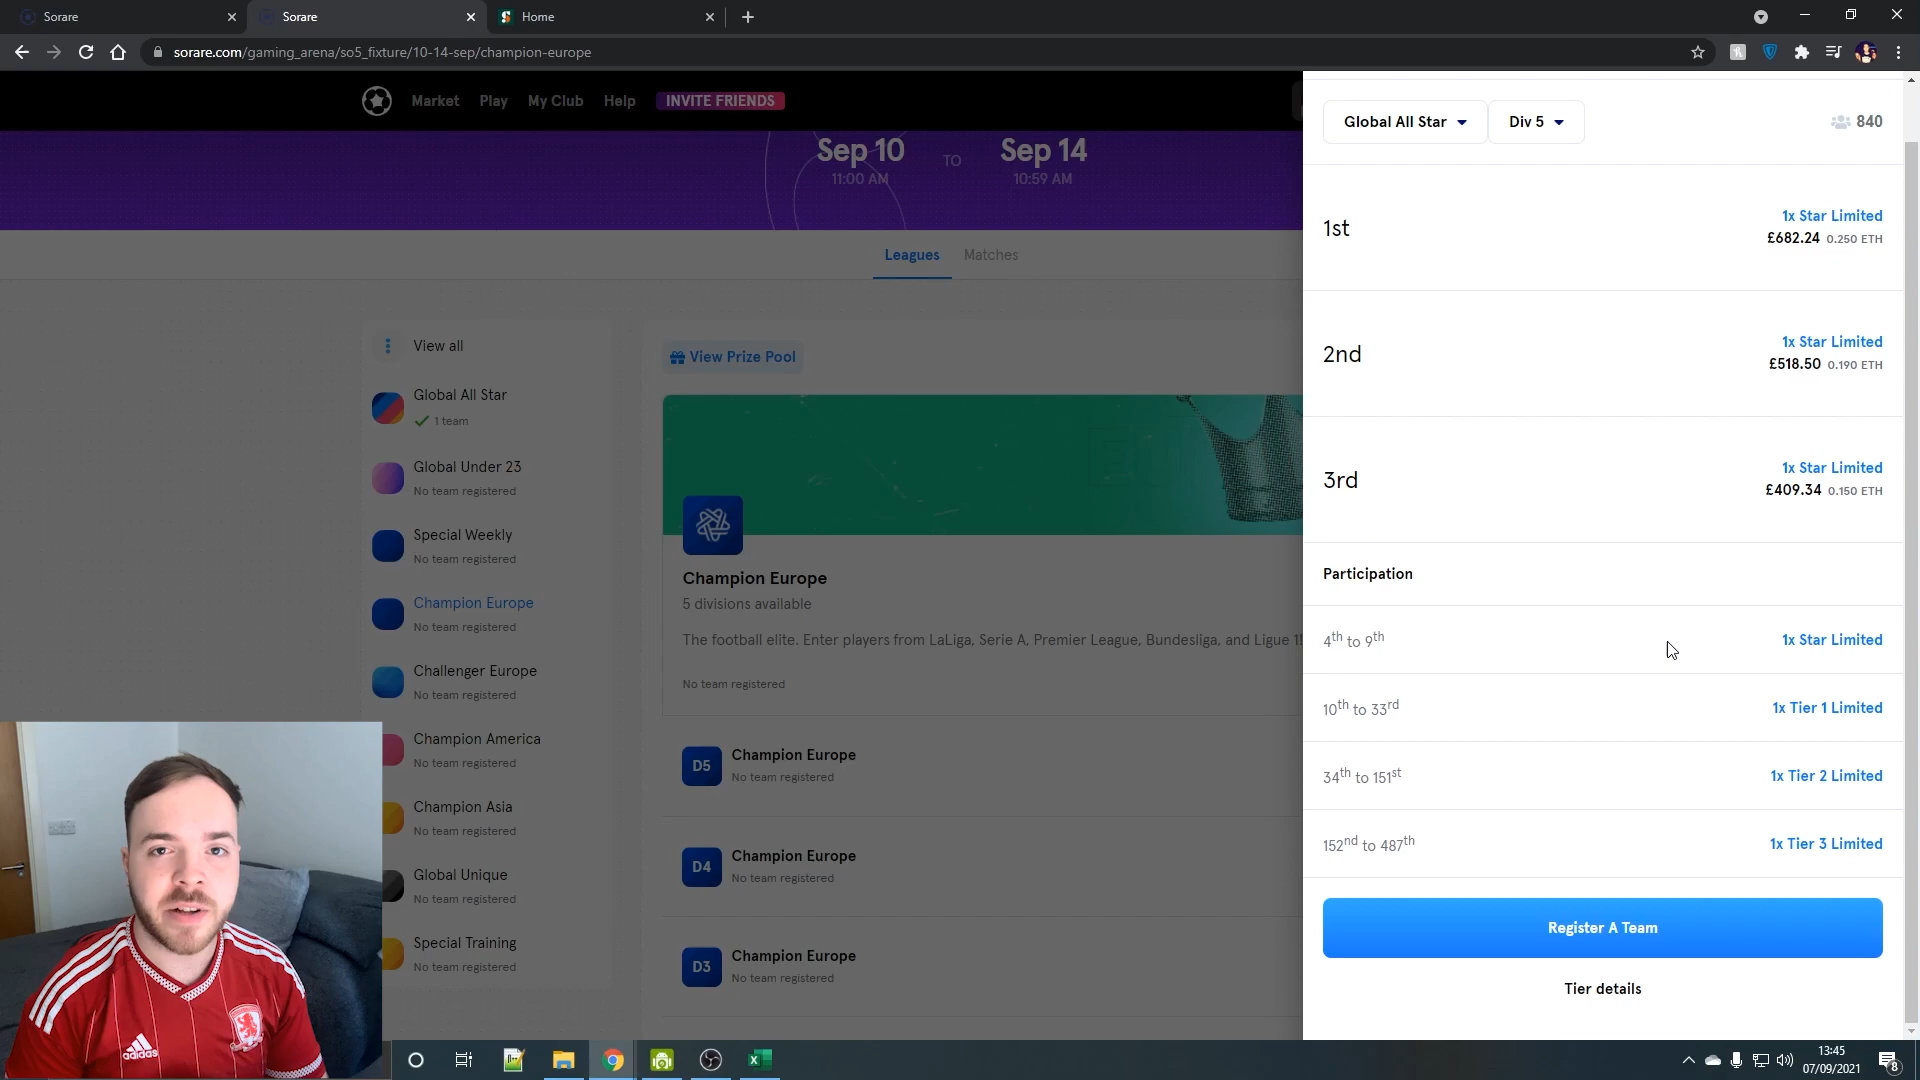 Sorare
Sorare
Home
sorare.com/gaming_arena/so5_fixture/10-14-sep/champion-europe
Market
Play
My Club
Help
INVITE FRIENDS
Sep 10
11:00 AM
TO
Sep 14
10:59 AM
Leagues
Matches
View all
Global All Star
1 team
Global Under 23
No team registered
Special Weekly
No team registered
Champion Europe
No team registered
Challenger Europe
No team registered
Champion America
No team registered
Champion Asia
No team registered
Global Unique
No team registered
Special Training
No team registered
View Prize Pool
Champion Europe
5 divisions available
The football elite. Enter players from LaLiga, Serie A, Premier League, Bundesliga, and Ligue 1!
No team registered
D5
Champion Europe
No team registered
D4
Champion Europe
No team registered
D3
Champion Europe
No team registered
Global All Star
Div 5
840
1st
1x Star Limited
£682.24 0.250 ETH
2nd
1x Star Limited
£518.50 0.190 ETH
3rd
1x Star Limited
£409.34 0.150 ETH
Participation
4th to 9th
1x Star Limited
10th to 33rd
1x Tier 1 Limited
34th to 151st
1x Tier 2 Limited
152nd to 487th
1x Tier 3 Limited
Register A Team
Tier details
adidas
13:45
07/09/2021
8